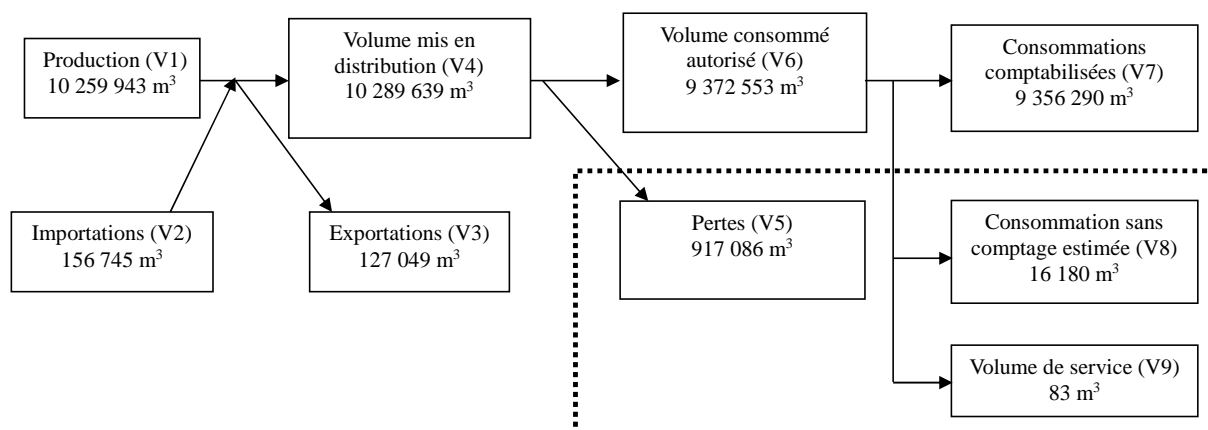 Production (V1)
10 259 943 m³
Volume mis en
distribution (V4)
10 289 639 m³
Volume consommé
autorisé (V6)
9 372 553 m³
Consommations
comptabilisées (V7)
9 356 290 m³
Importations (V2)
156 745 m³
Exportations (V3)
127 049 m³
Pertes (V5)
917 086 m³
Consommation sans
comptage estimée (V8)
16 180 m³
Volume de service (V9)
83 m³